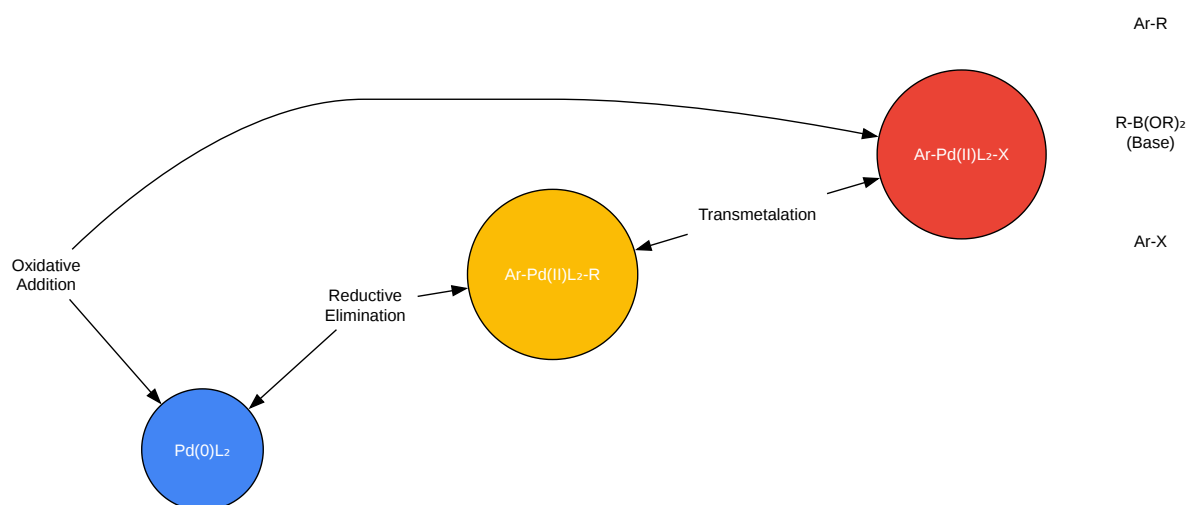 Ar-R
R-B(OR)₂
(Base)
Ar-Pd(II)L₂-X
Transmetalation
Ar-X
Oxidative
Addition
Ar-Pd(II)L₂-R
Reductive
Elimination
Pd(0)L₂